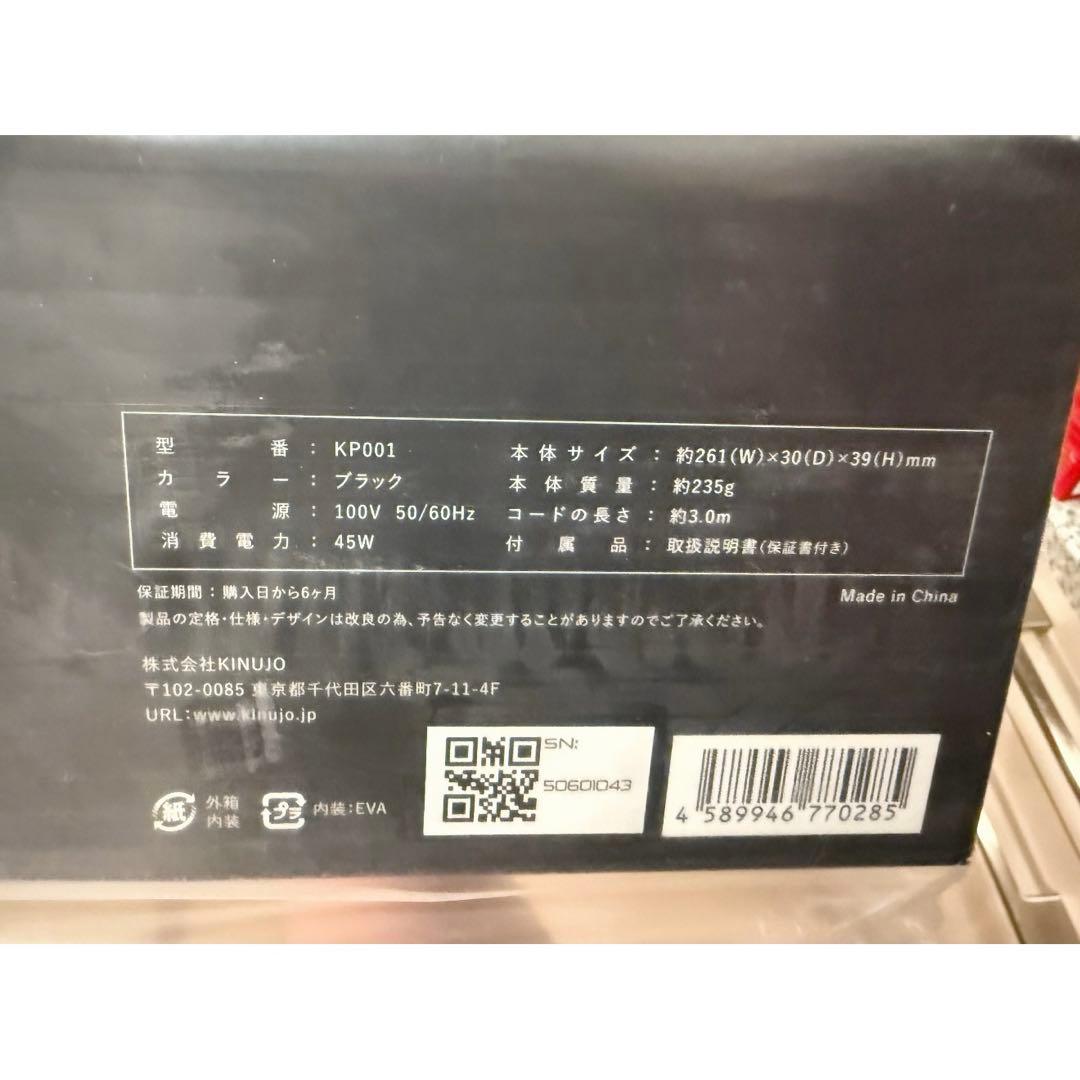 型番：KP001
カラー：ブラック
電源：100V 50/60Hz
消費電力：45W
本体サイズ：約261(W)×30(D)×39(H)mm
本体質量：約235g
コードの長さ：約3.0m
付属品：取扱説明書(保証書付き)
保証期間：購入日から6ヶ月
Made in China
製品の定格・仕様・デザインは改良の為、予告なく変更することがありますのでご了承ください。
株式会社KINUJO
〒102-0085 東京都千代田区六番町7-11-4F
URL：www.kinujo.jp
紙
外箱
内装
プラ
内装：EVA
SN:
50601043
4 589946 770285